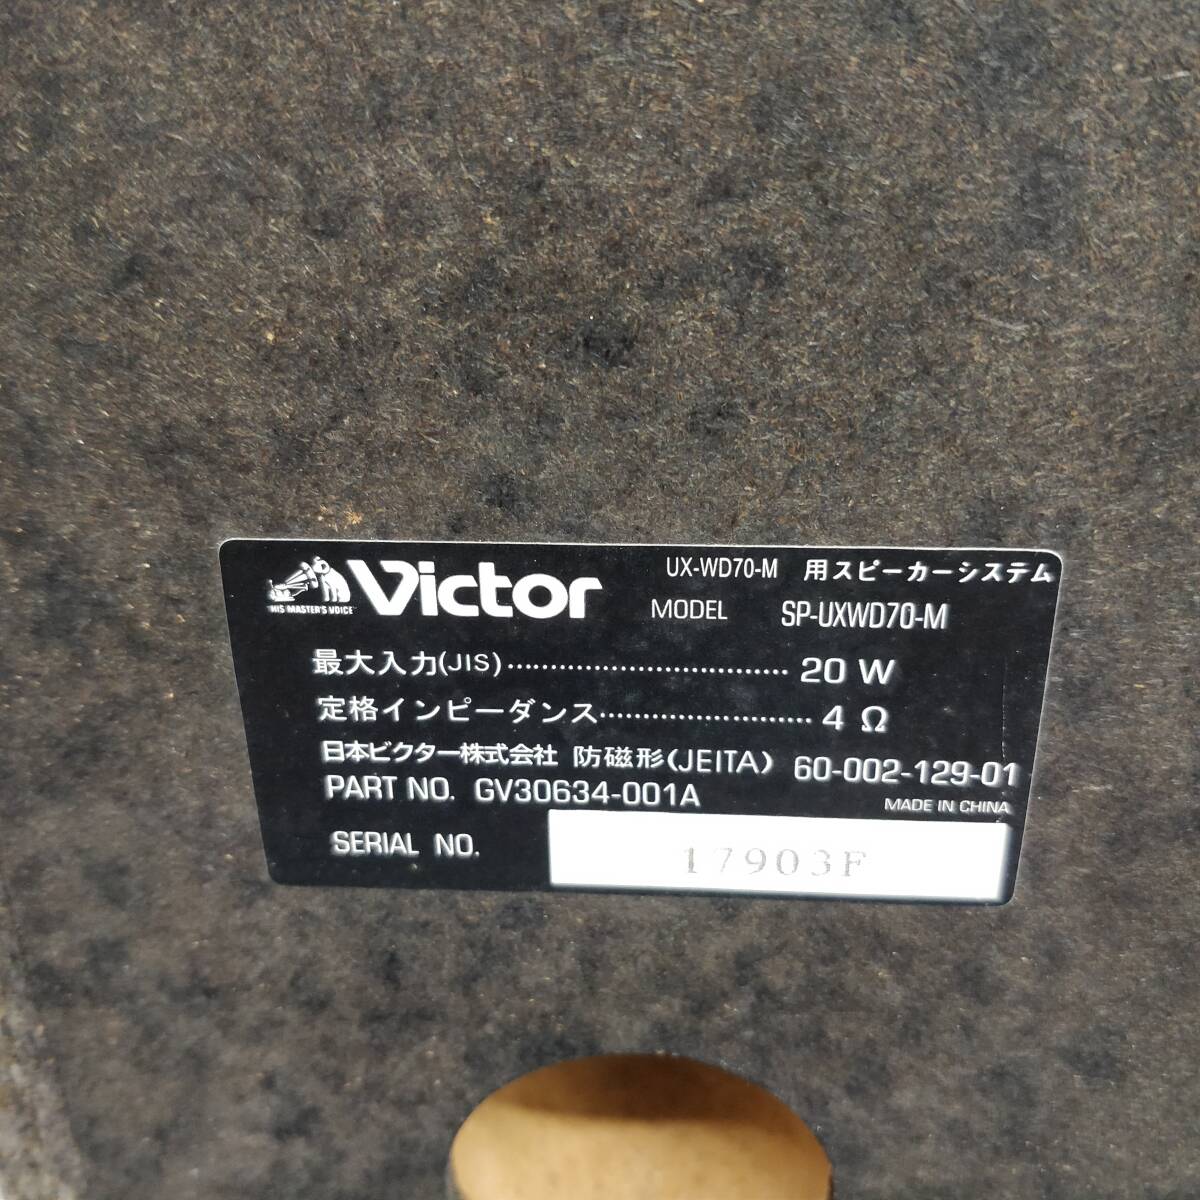 Victor
"HIS MASTER'S VOICE"
UX-WD70-M 用スピーカーシステム
MODEL SP-UXWD70-M
最大入力(JIS)................................ 20 W
定格インピーダンス........................ 4 Ω
日本ビクター株式会社 防磁形(JEITA) 60-002-129-01
PART NO. GV30634-001A
MADE IN CHINA
SERIAL NO. 17903F